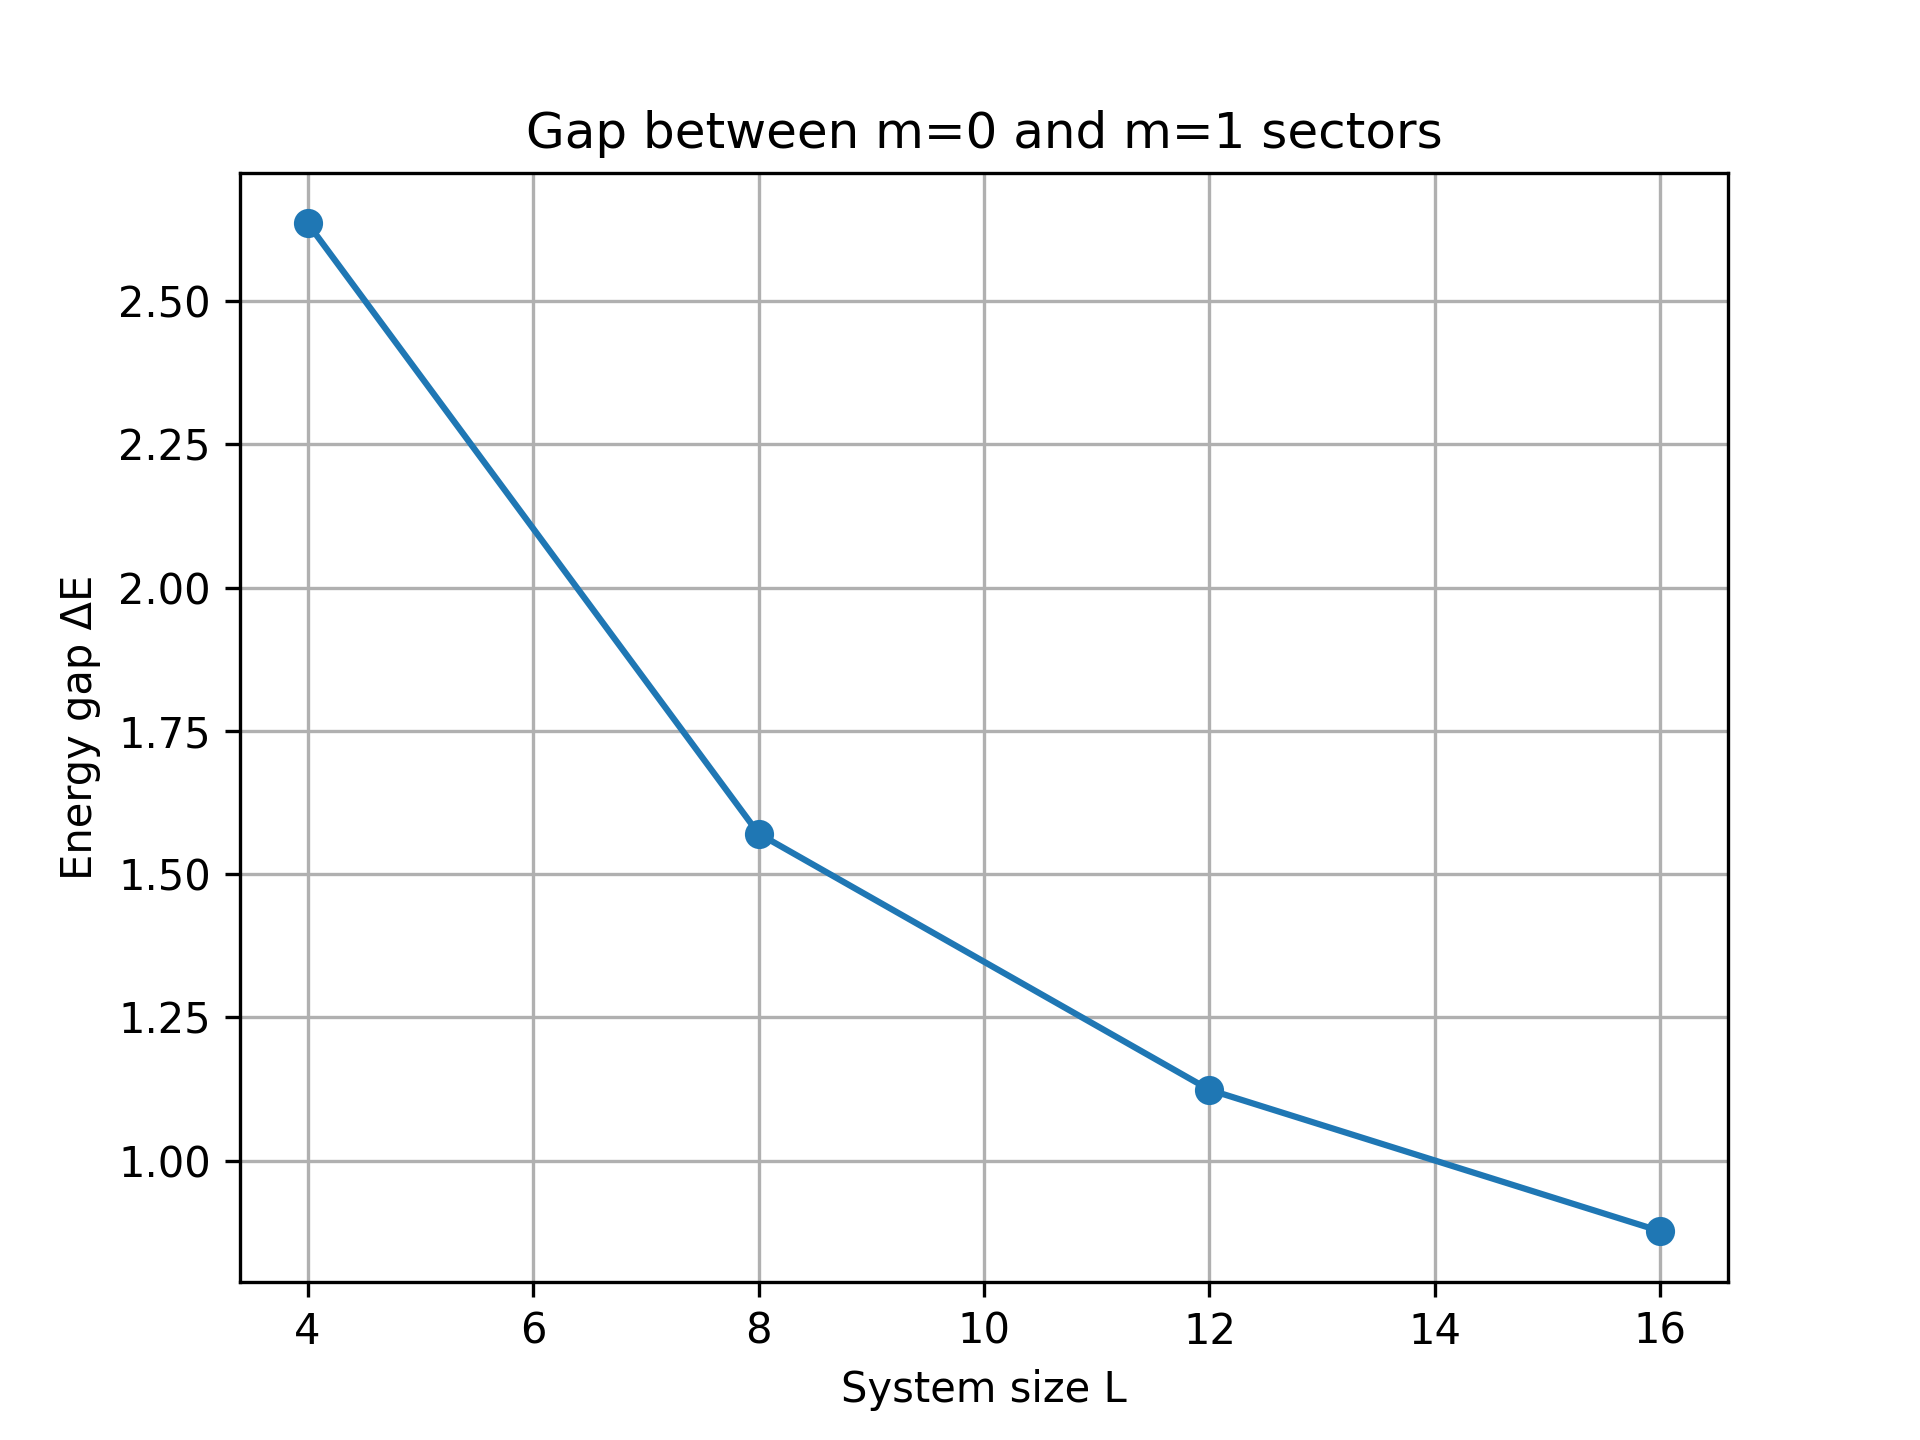 Gap between m=0 and m=1 sectors
Energy gap ΔE
2.50
2.25
2.00
1.75
1.50
1.25
1.00
4 6 8 10 12 14 16
System size L